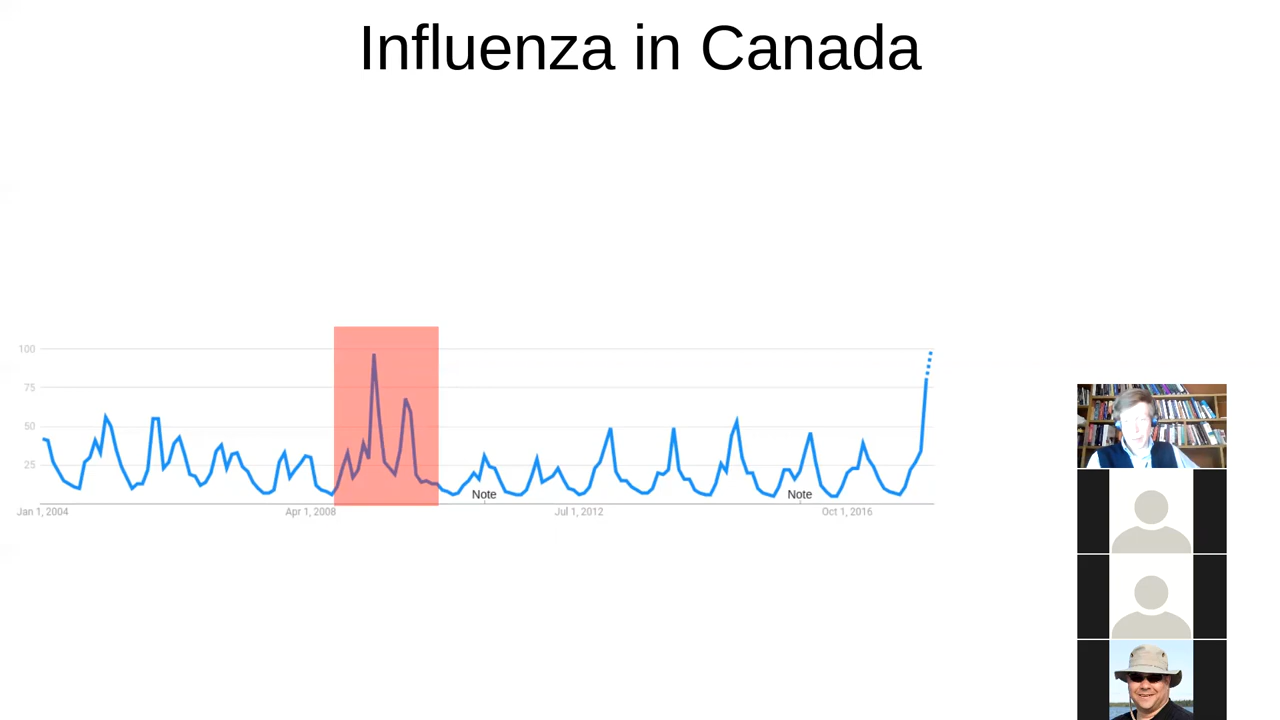 Influenza in Canada
100
75
50
25
Note
Note
Jan 1, 2004
Apr 1, 2008
Jul 1, 2012
Oct 1, 2016